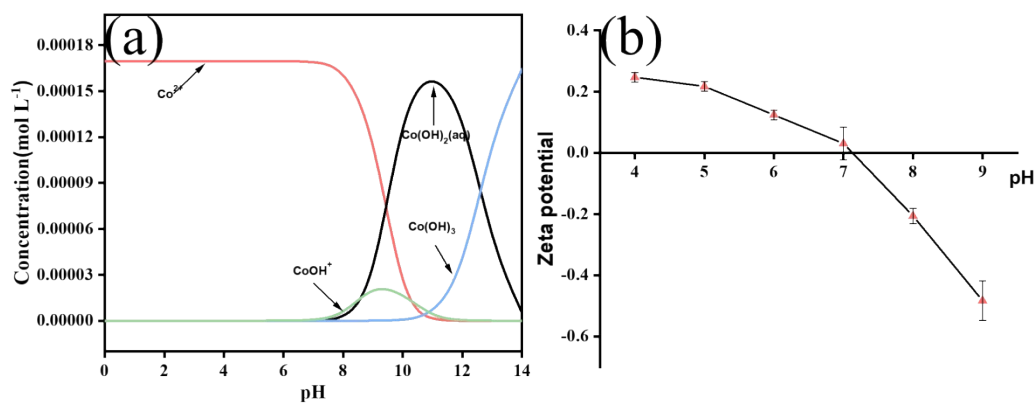 (a)
Concentration(mol L⁻¹)
0.00018
0.00015
0.00012
0.00009
0.00006
0.00003
0.00000
Co²⁺
Co(OH)₂(aq)
Co(OH)₃
CoOH⁺
0 2 4 6 8 10 12 14
pH
(b)
Zeta potential
0.4
0.2
0.0
-0.2
-0.4
-0.6
4 5 6 7 8 9
pH